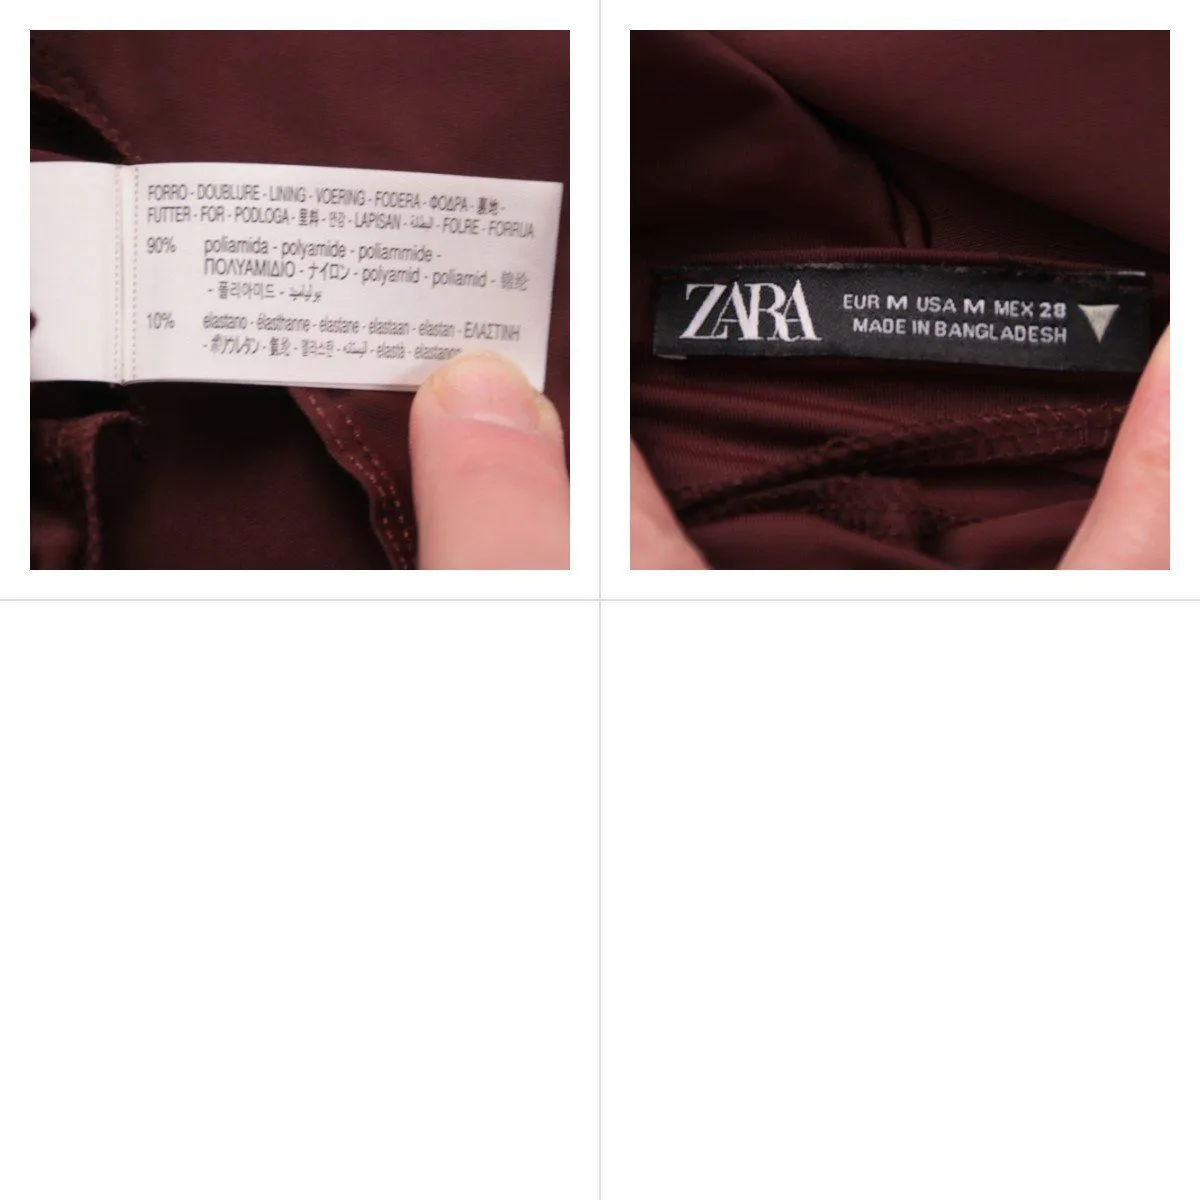 FORRO - DOUBLURE - LINING - VOERING - FODERA - ΦΟΔΡΑ - 裏地 -
FUTTER - FOR - PODLOGA - 里料 - 안감 - LAPISAN - البطانة - FOLRE - FORRUA
90% poliamida - polyamide - poliammide -
ΠΟΛΥΑΜΙΔΙΟ - ナイロン - polyamid - poliamid - 锦纶
- 폴리아미드 -
10% elastano - élasthanne - elastane - elastaan - elastan - ΕΛΑΣΤΙΝΗ
- ポリウレタン - 氨纶 - 엘라스탄 - - elastà -
ZARA
EUR M USA M MEX 28
MADE IN BANGLADESH